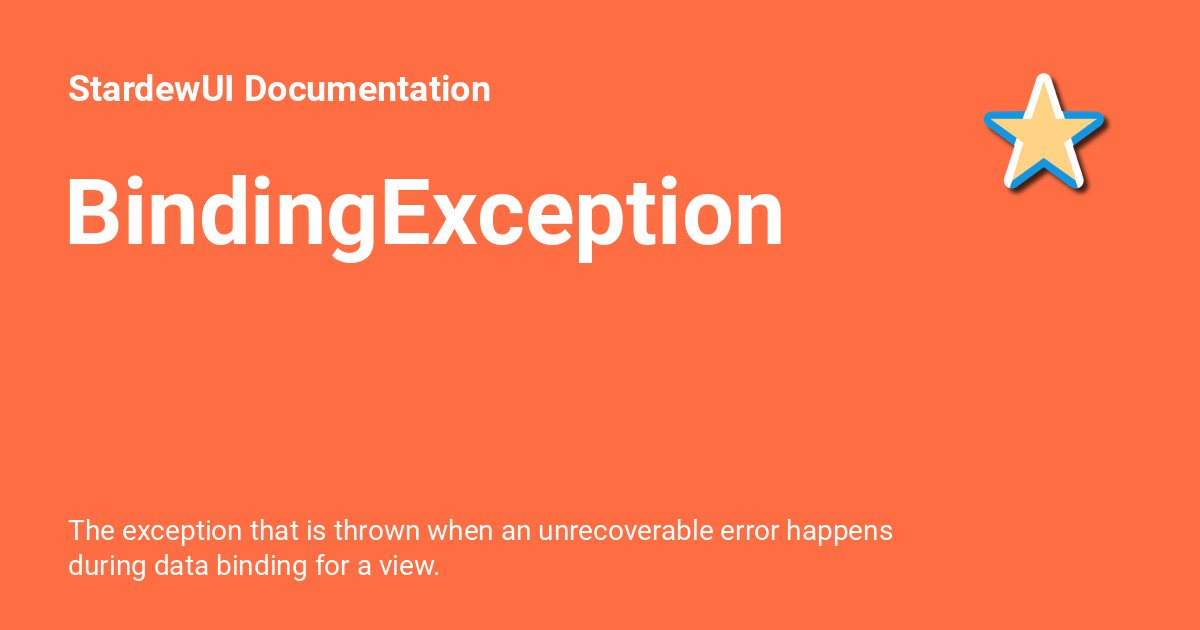 StardewUI Documentation
BindingException
The exception that is thrown when an unrecoverable error happens
during data binding for a view.